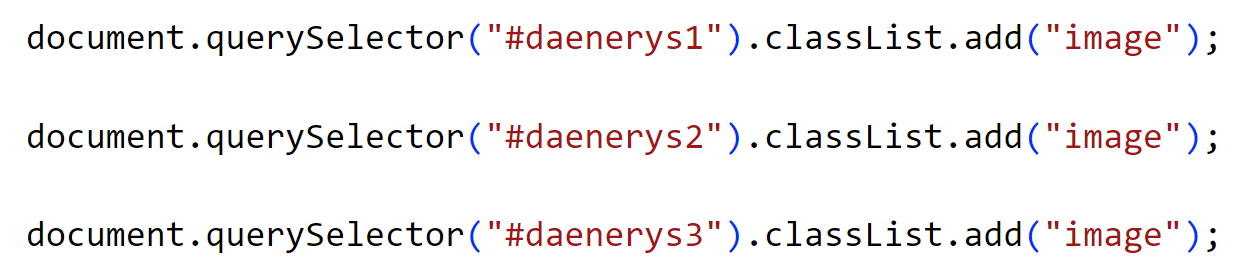 document.querySelector("#daenerys1").classList.add("image");
document.querySelector("#daenerys2").classList.add("image");
document.querySelector("#daenerys3").classList.add("image");